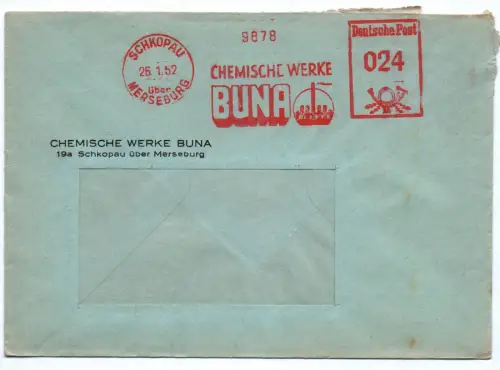 SCHKOPAU
26.1.52
über
MERSEBURG
9878
CHEMISCHE WERKE
BUNA
Deutsche Post
024
CHEMISCHE WERKE BUNA
19a Schkopau über Merseburg